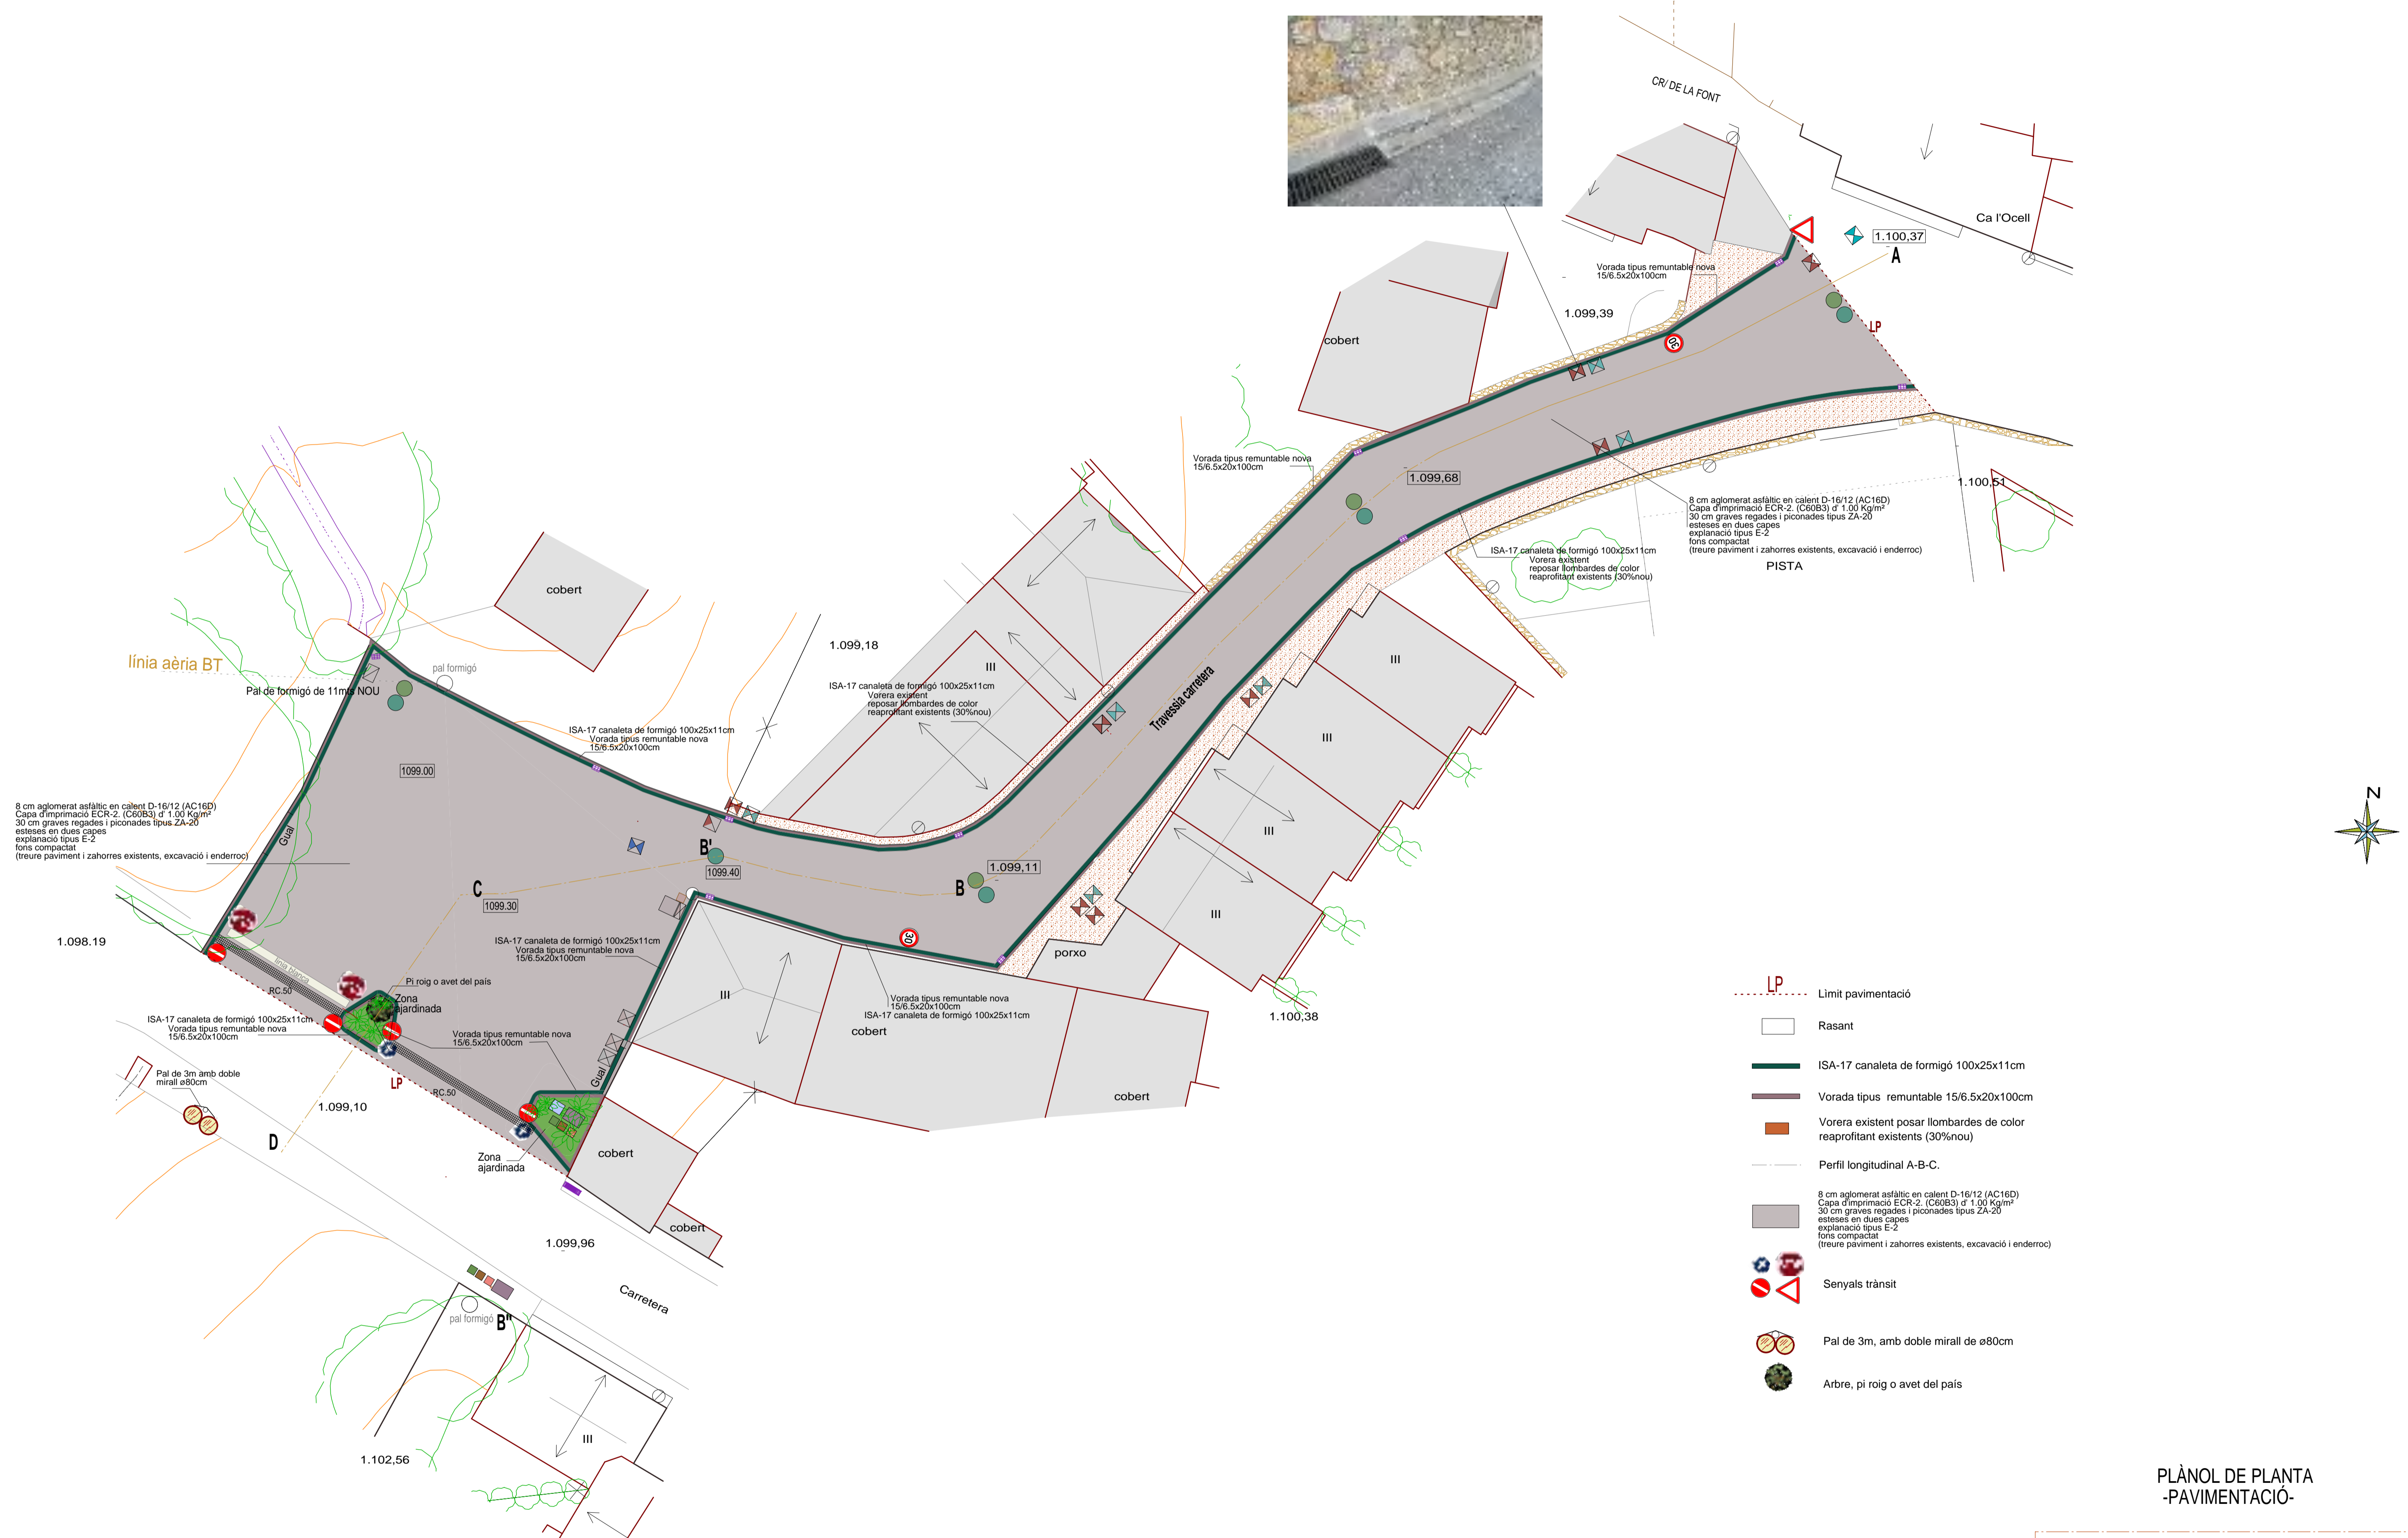 CR/ DE LA FONT
Ca l'Ocell
1.100,37
A
Vorada tipus remuntable nova
15/6.5x20x100cm
1.099,39
LP
30
cobert
Vorada tipus remuntable nova
15/6.5x20x100cm
1.099,68
1.100,51
8 cm aglomerat asfàltic en calent D-16/12 (AC16D)
Capa d'imprimació ECR-2. (C60B3) d' 1.00 Kg/m²
30 cm graves regades i piconades tipus ZA-20
esteses en dues capes
explanació tipus E-2
fons compactat
(treure paviment i zahorres existents, excavació i enderroc)
PISTA
ISA-17 canaleta de formigó 100x25x11cm
Vorera existent
reposar llombardes de color
reaprofitant existents (30%nou)
cobert
línia aèria BT
pal formigó
Pal de formigó de 11mts NOU
1.099,18
III
III
Travessia carretera
ISA-17 canaleta de formigó 100x25x11cm
Vorera existent
reposar llombardes de color
reaprofitant existents (30%nou)
ISA-17 canaleta de formigó 100x25x11cm
Vorada tipus remuntable nova
15/6.5x20x100cm
III
1099.00
8 cm aglomerat asfàltic en calent D-16/12 (AC16D)
Capa d'imprimació ECR-2. (C60B3) d' 1.00 Kg/m²
30 cm graves regades i piconades tipus ZA-20
esteses en dues capes
explanació tipus E-2
fons compactat
(treure paviment i zahorres existents, excavació i enderroc)
Gual
III
B'
1099.40
1.099,11
B
C
1099.30
III
N
1.098.19
ISA-17 canaleta de formigó 100x25x11cm
Vorada tipus remuntable nova
15/6.5x20x100cm
30
porxo
línia blanca
RC.50
Pi roig o avet del país
Zona
ajardinada
III
Vorada tipus remuntable nova
15/6.5x20x100cm
ISA-17 canaleta de formigó 100x25x11cm
cobert
1.100,38
ISA-17 canaleta de formigó 100x25x11cm
Vorada tipus remuntable nova
15/6.5x20x100cm
Vorada tipus remuntable nova
15/6.5x20x100cm
Gual
Pal de 3m amb doble
mirall ø80cm
LP
RC.50
1.099,10
cobert
D
Zona
ajardinada
cobert
cobert
1.099,96
Carretera
pal formigó
B"
III
1.102,56
LP
Lìmit pavimentació
Rasant
ISA-17 canaleta de formigó 100x25x11cm
Vorada tipus remuntable 15/6.5x20x100cm
Vorera existent posar llombardes de color
reaprofitant existents (30%nou)
Perfil longitudinal A-B-C.
8 cm aglomerat asfàltic en calent D-16/12 (AC16D)
Capa d'imprimació ECR-2. (C60B3) d' 1.00 Kg/m²
30 cm graves regades i piconades tipus ZA-20
esteses en dues capes
explanació tipus E-2
fons compactat
(treure paviment i zahorres existents, excavació i enderroc)
Senyals trànsit
Pal de 3m, amb doble mirall de ø80cm
Arbre, pi roig o avet del país
PLÀNOL DE PLANTA
-PAVIMENTACIÓ-